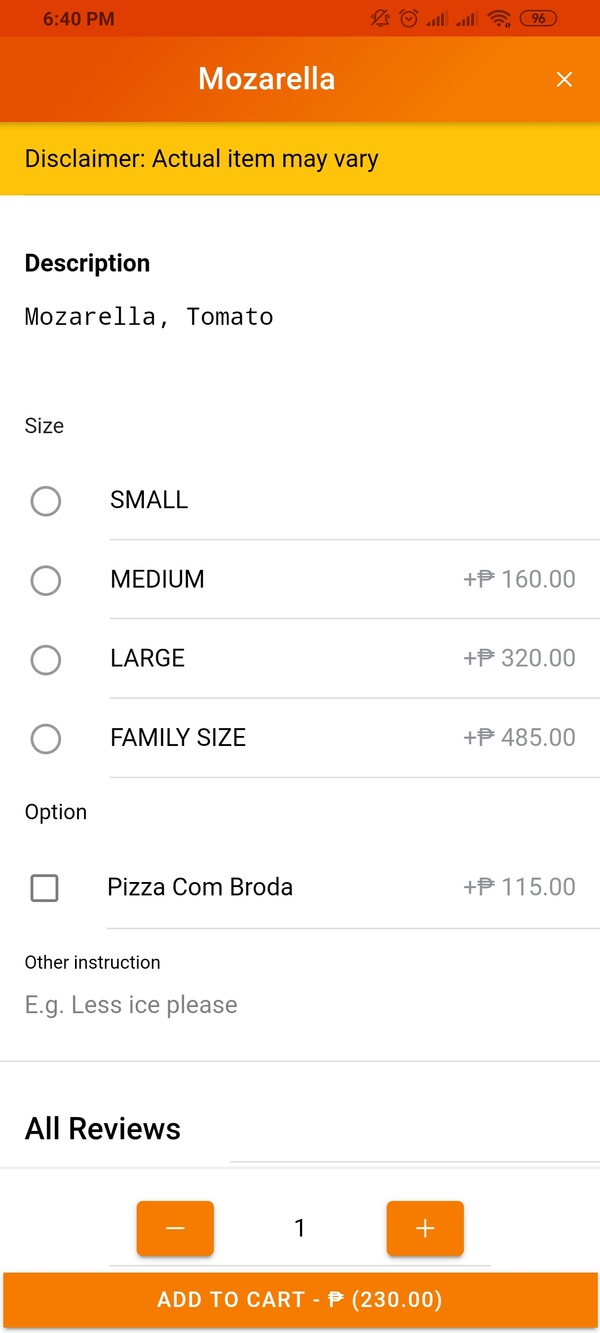 6:40 PM 96
Mozarella
Disclaimer: Actual item may vary
Description
Mozarella, Tomato
Size
SMALL
MEDIUM +₱ 160.00
LARGE +₱ 320.00
FAMILY SIZE +₱ 485.00
Option
Pizza Com Broda +₱ 115.00
Other instruction
E.g. Less ice please
All Reviews
1
ADD TO CART - ₱ (230.00)